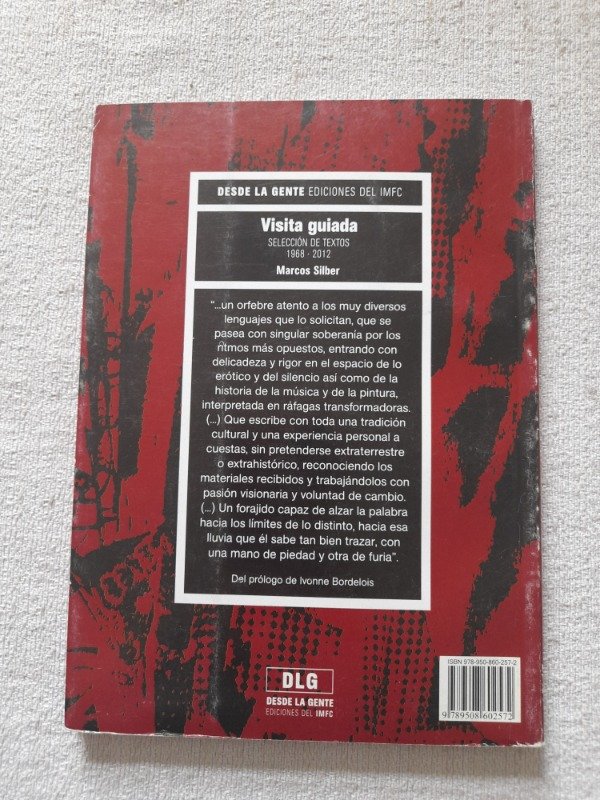 DESDE LA GENTE EDICIONES DEL IMFC
Visita guiada
SELECCIÓN DE TEXTOS
1968 · 2012
Marcos Silber
“...un orfebre atento a los muy diversos
lenguajes que lo solicitan, que se
pasea con singular soberanía por los
ritmos más opuestos, entrando con
delicadeza y rigor en el espacio de lo
erótico y del silencio así como de la
historia de la música y de la pintura,
interpretada en ráfagas transformadoras.
(...) Que escribe con toda una tradición
cultural y una experiencia personal a
cuestas, sin pretenderse extraterrestre
o extrahistórico, reconociendo los
materiales recibidos y trabajándolos con
pasión visionaria y voluntad de cambio.
(...) Un forajido capaz de alzar la palabra
hacia los límites de lo distinto, hacia esa
lluvia que él sabe tan bien trazar, con
una mano de piedad y otra de furia”.
Del prólogo de Ivonne Bordelois
DLG
DESDE LA GENTE
EDICIONES DEL IMFC
ISBN 978-950-860-257-2
9789508602572